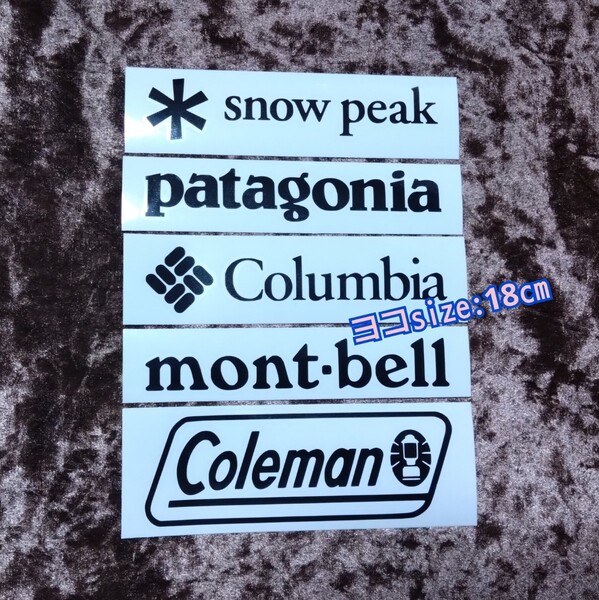 snow peak
patagonia
Columbia
ヨコsize:18cm
mont·bell
Coleman